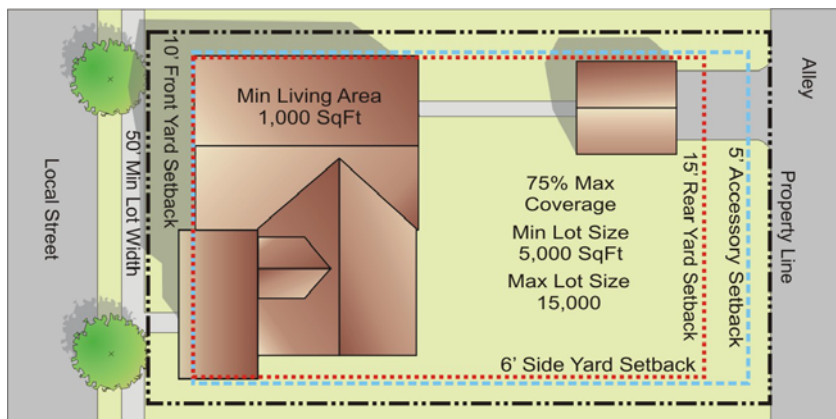 Local Street
50' Min Lot Width
10' Front Yard Setback
Min Living Area
1,000 SqFt
75% Max
Coverage
Min Lot Size
5,000 SqFt
Max Lot Size
15,000
6' Side Yard Setback
15' Rear Yard Setback
5' Accessory Setback
Property Line
Alley